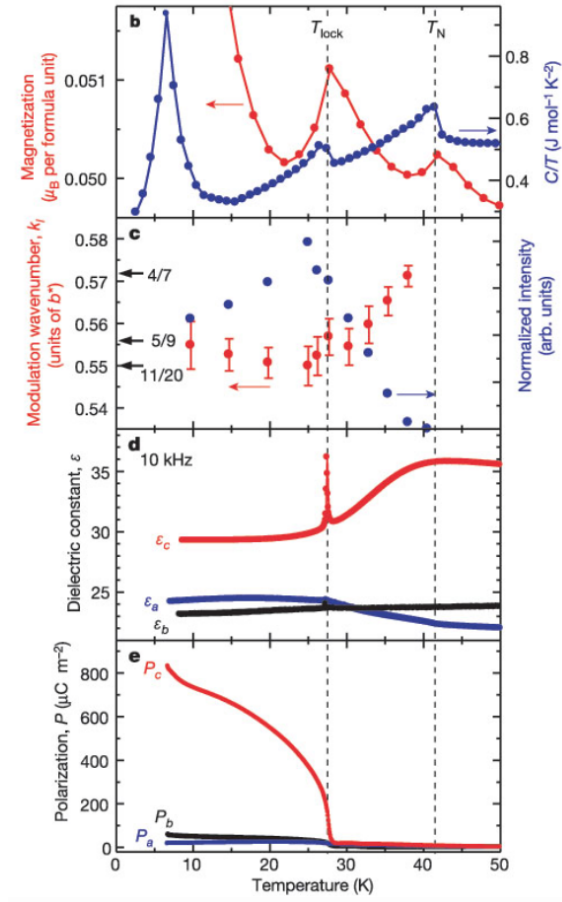 b
T_lock
T_N
Magnetization
(μ_B per formula unit)
0.051
0.050
0.8
0.6
0.4
C/T (J mol⁻¹ K⁻²)
c
Modulation wavenumber, k_l
(units of b*)
0.58
0.57
0.56
0.55
0.54
4/7
5/9
11/20
Normalized intensity
(arb. units)
d
10 kHz
Dielectric constant, ε
35
30
23
ε_c
ε_a
ε_b
e
Polarization, P (μC m⁻²)
800
600
400
200
0
P_c
P_b
P_a
0
10
20
30
40
50
Temperature (K)